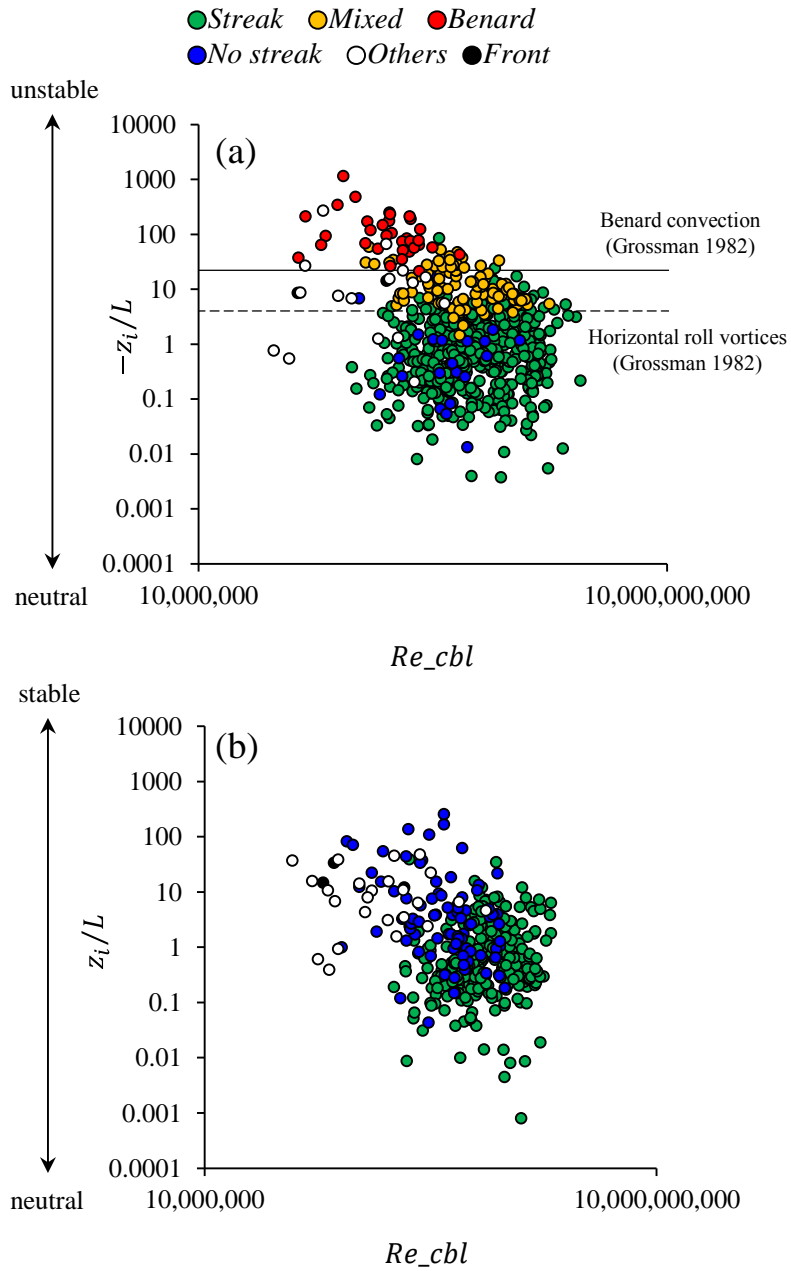 Streak Mixed Benard
No streak Others Front
unstable
(a)
10000
1000
100
10
1
0.1
0.01
0.001
0.0001
−z_i/L
Benard convection
(Grossman 1982)
Horizontal roll vortices
(Grossman 1982)
neutral
10,000,000 10,000,000,000
Re_cbl
stable
(b)
10000
1000
100
10
1
0.1
0.01
0.001
0.0001
z_i/L
neutral
10,000,000 10,000,000,000
Re_cbl